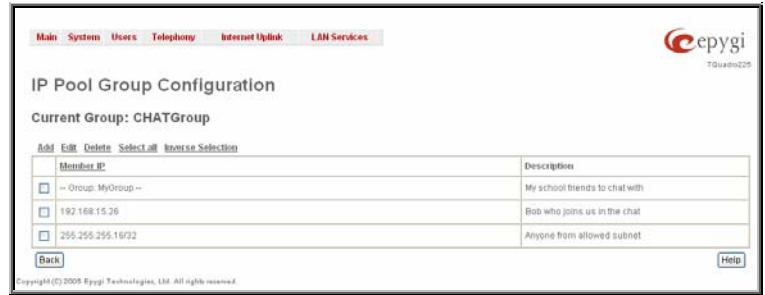 Main System Users Telephony Internet Uplink LAN Services
epygi
TQuadro225
IP Pool Group Configuration
Current Group: CHATGroup
Add Edit Delete Select all Inverse Selection
Member IP Description
-- Group: MyGroup -- My school friends to chat with
192.168.15.26 Bob who joins us in the chat
255.255.255.16/32 Anyone from allowed subnet
Back Help
Copyright (C) 2005 Epygi Technologies, Ltd. All rights reserved.